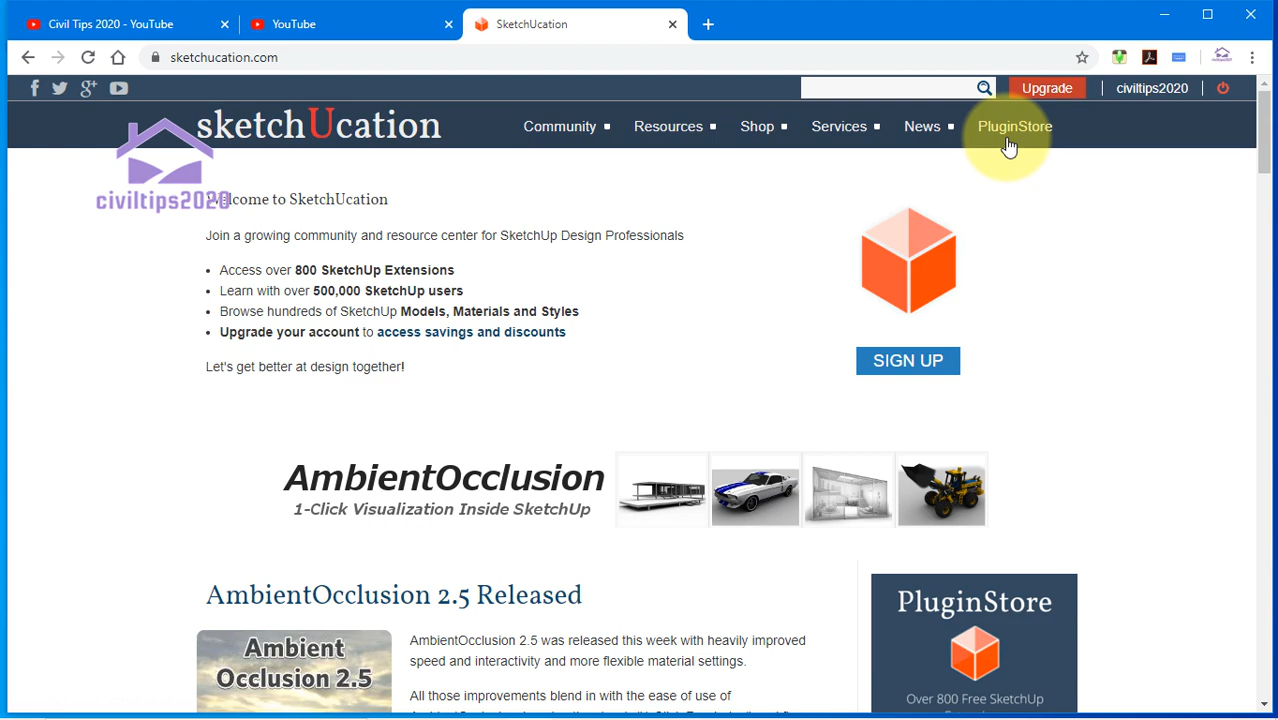 Civil Tips 2020 - YouTube
YouTube
SketchUcation
sketchucation.com
Upgrade
civiltips2020
sketchUcation
Community
Resources
Shop
Services
News
PluginStore
civiltips2020
Welcome to SketchUcation
Join a growing community and resource center for SketchUp Design Professionals
Access over 800 SketchUp Extensions
Learn with over 500,000 SketchUp users
Browse hundreds of SketchUp Models, Materials and Styles
Upgrade your account to access savings and discounts
Let's get better at design together!
SIGN UP
AmbientOcclusion
1-Click Visualization Inside SketchUp
AmbientOcclusion 2.5 Released
Ambient
Occlusion 2.5
AmbientOcclusion 2.5 was released this week with heavily improved
speed and interactivity and more flexible material settings.
All those improvements blend in with the ease of use of
PluginStore
Over 800 Free SketchUp